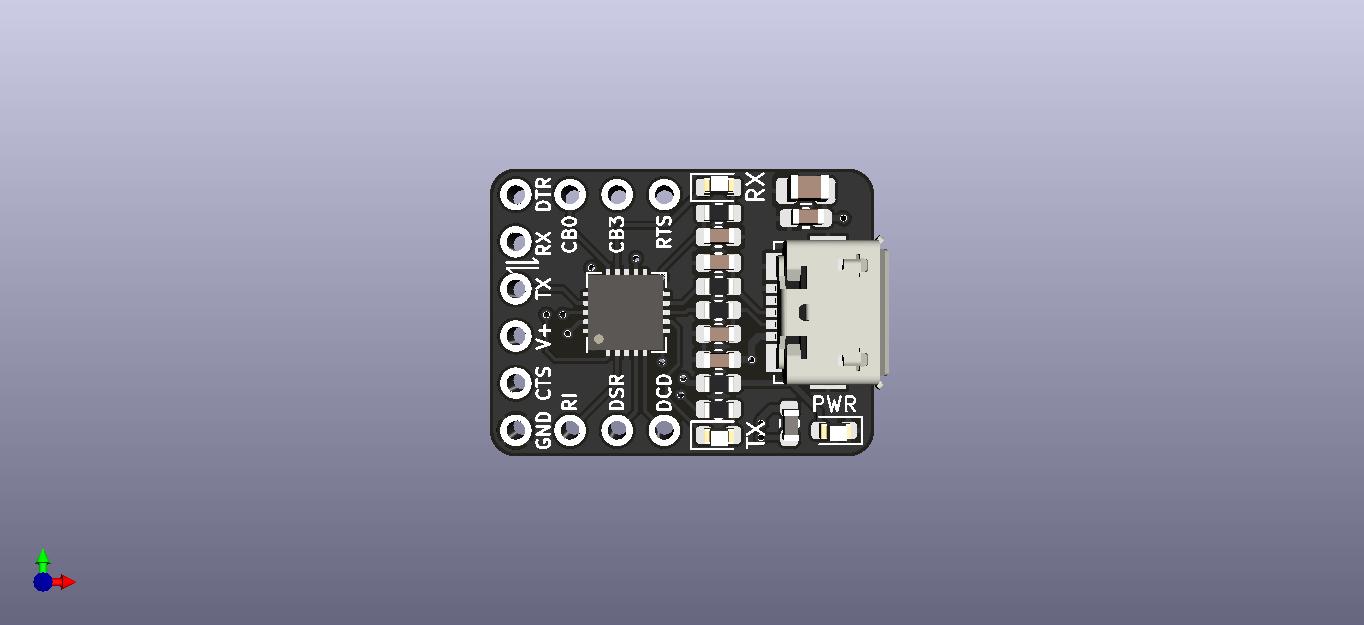 DTR
RX
TX
V+
CTS
GND
CB0
CB3
RTS
RI
DSR
DCD
RX
TX
PWR